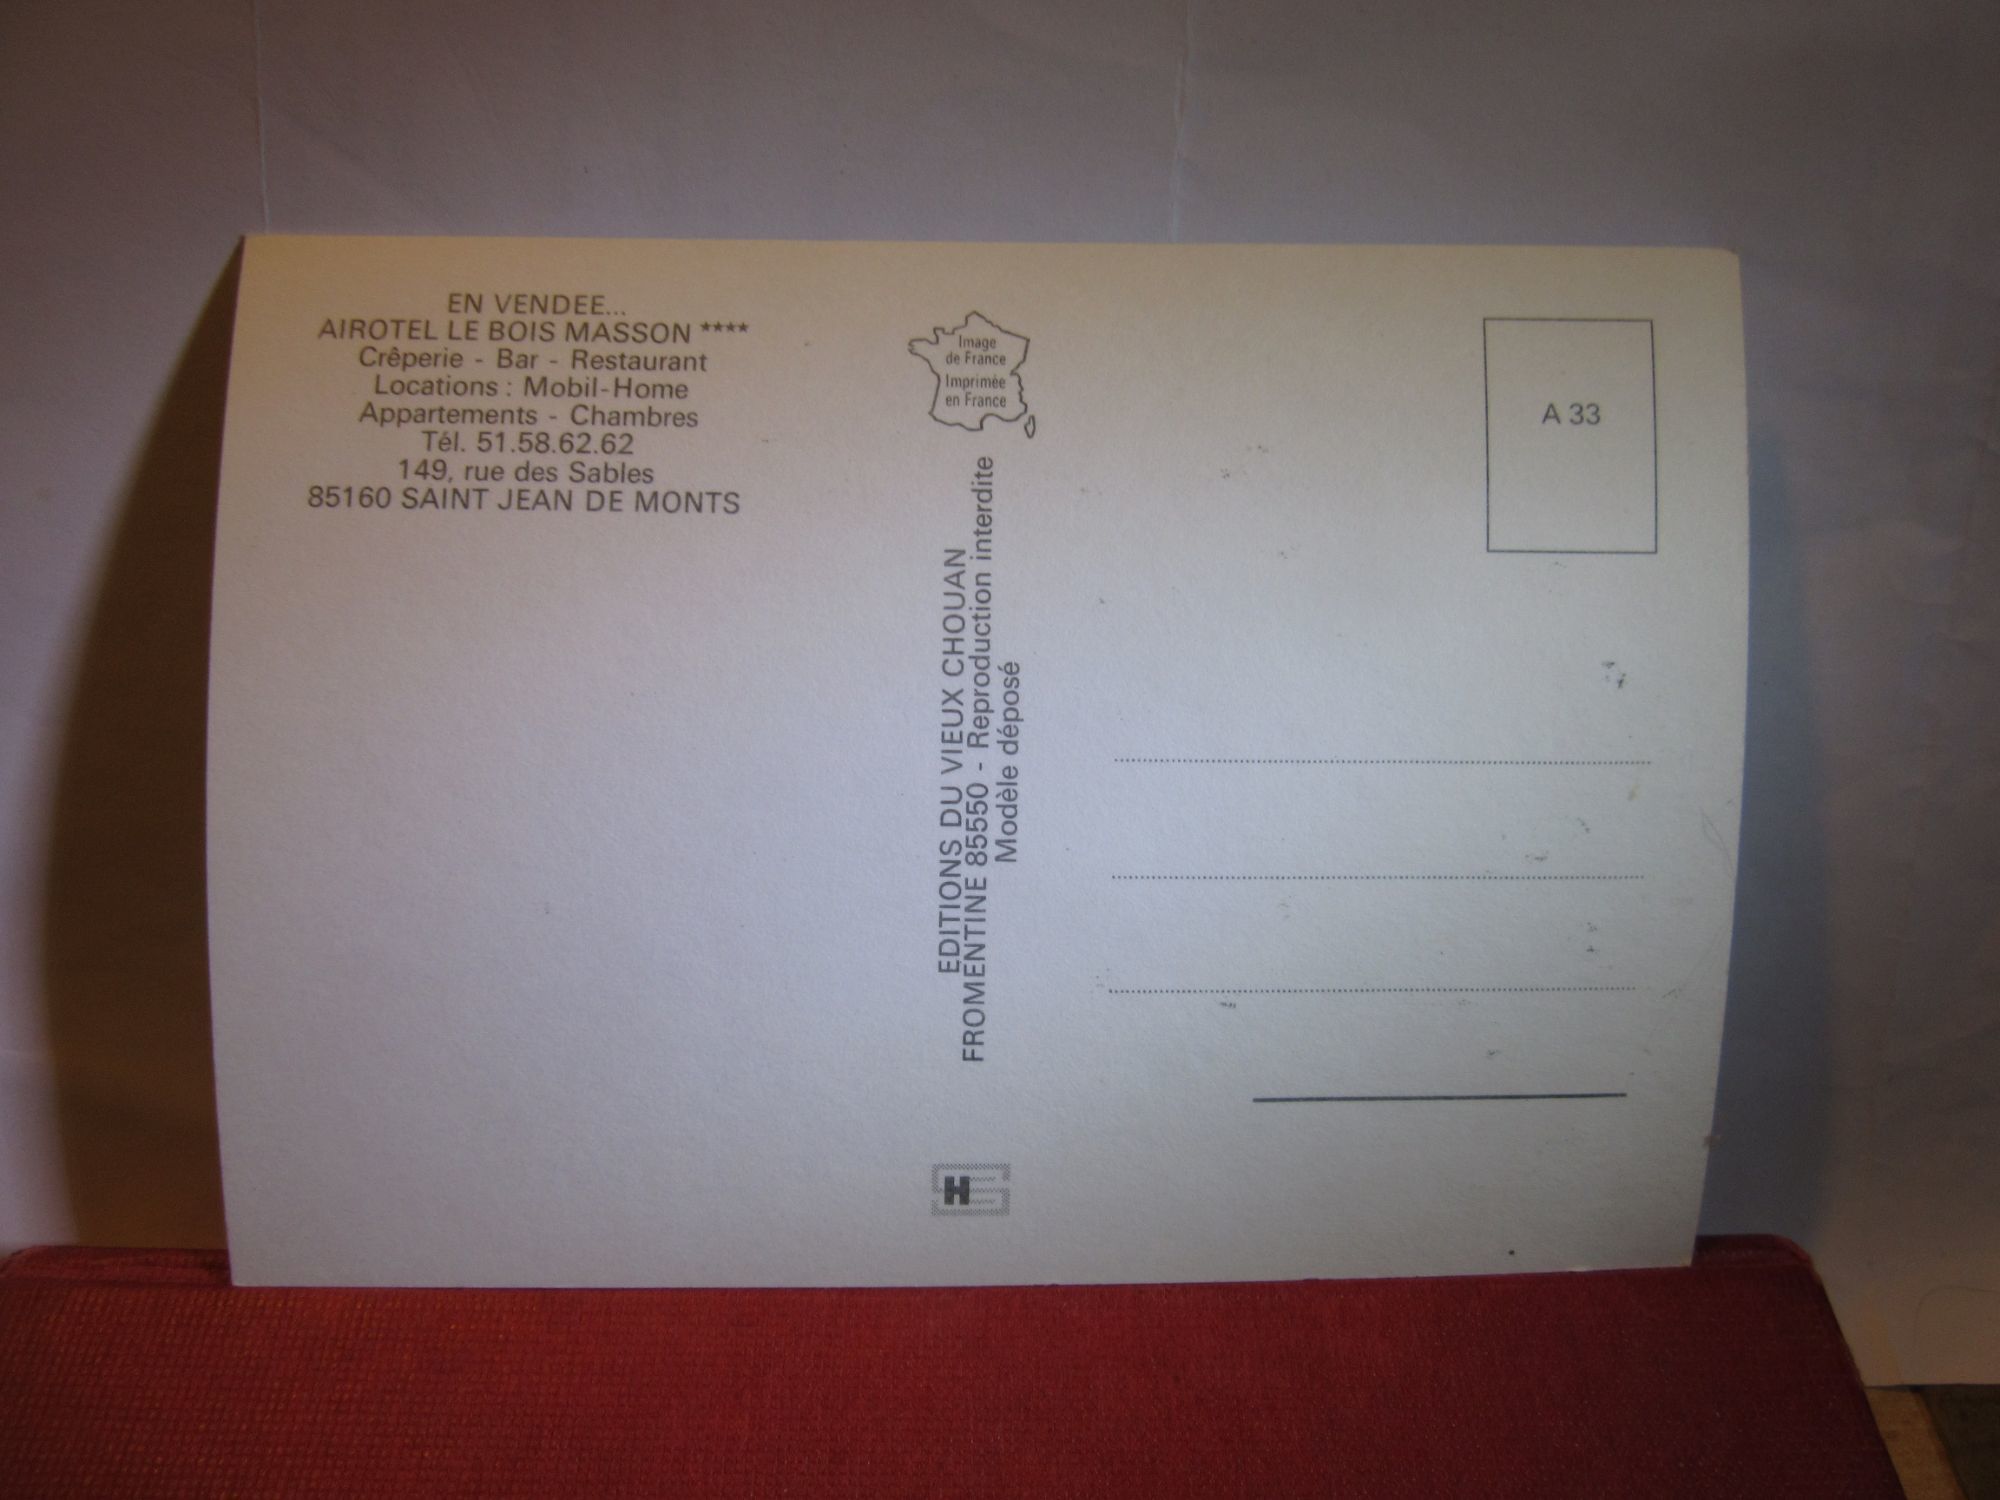 EN VENDEE...
AIROTEL LE BOIS MASSON ****
Crêperie - Bar - Restaurant
Locations : Mobil-Home
Appartements - Chambres
Tél. 51.58.62.62
149, rue des Sables
85160 SAINT JEAN DE MONTS
Image
de France
Imprimée
en France
EDITIONS DU VIEUX CHOUAN
FROMENTINE 85550 - Reproduction interdite
Modèle déposé
A 33